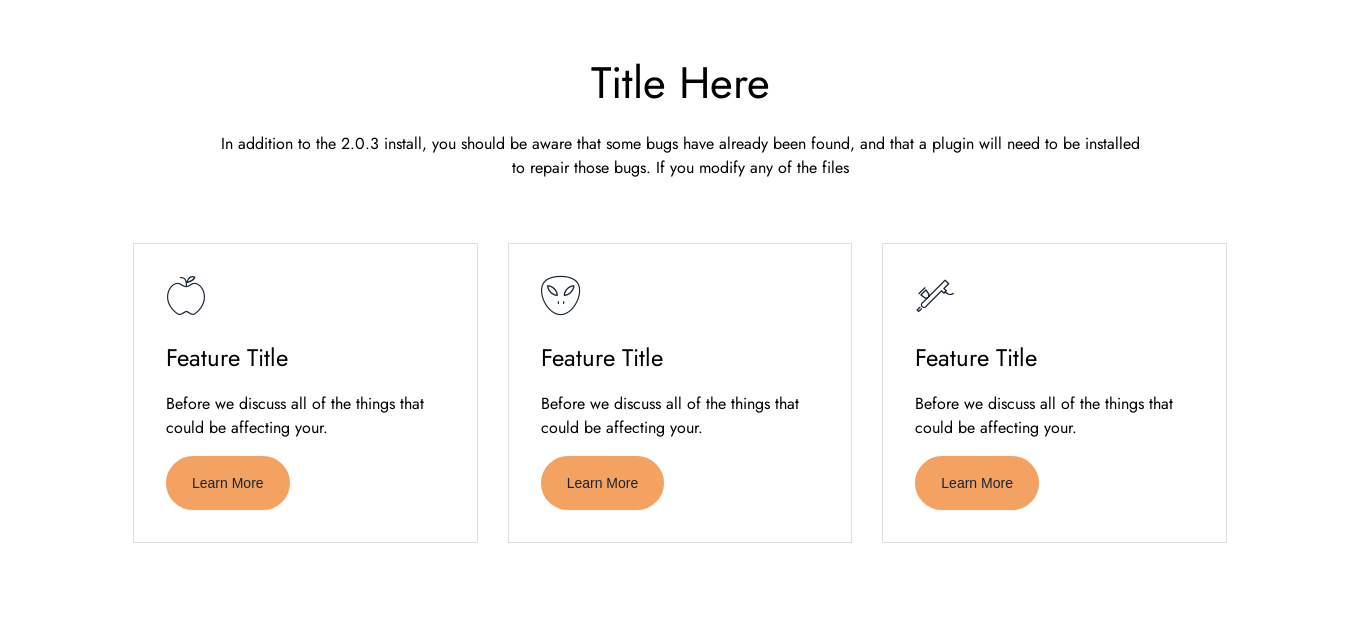 Title Here
In addition to the 2.0.3 install, you should be aware that some bugs have already been found, and that a plugin will need to be installed
to repair those bugs. If you modify any of the files
Feature Title
Before we discuss all of the things that
could be affecting your.
Learn More
Feature Title
Before we discuss all of the things that
could be affecting your.
Learn More
Feature Title
Before we discuss all of the things that
could be affecting your.
Learn More